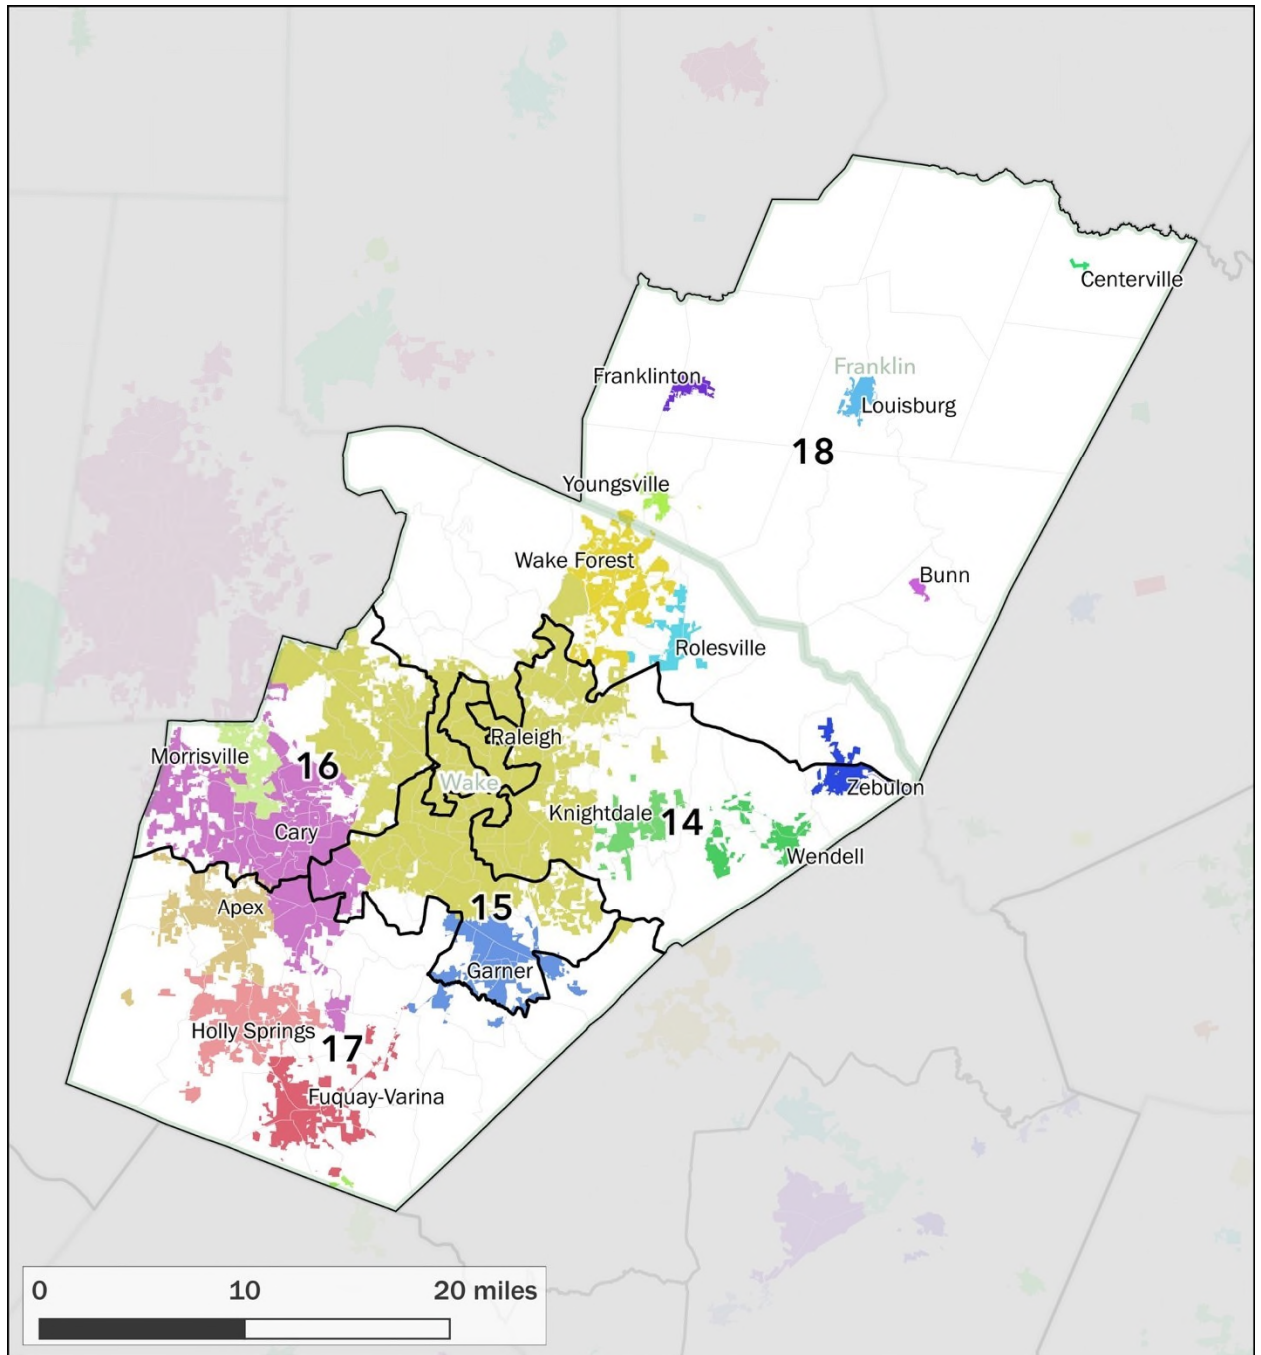 Centerville
Franklin
Franklinton
Louisburg
18
Youngsville
Wake Forest
Bunn
Rolesville
Raleigh
Morrisville
16
Wake
Zebulon
Knightdale
14
Cary
Wendell
Apex
15
Garner
Holly Springs
17
Fuquay-Varina
0 10 20 miles